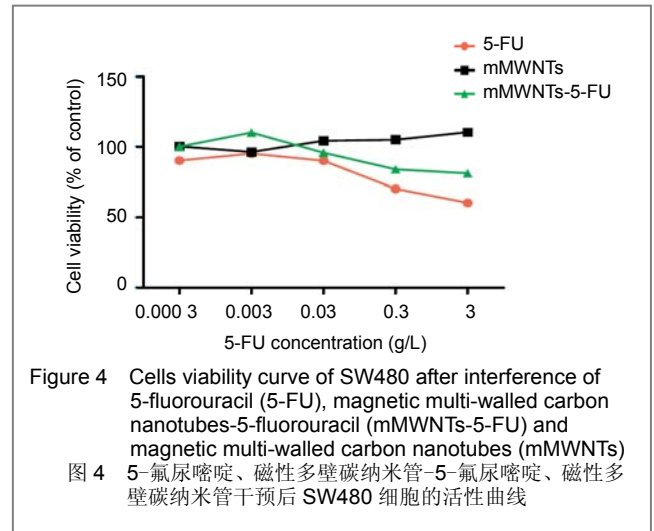 5-FU
mMWNTs
mMWNTs-5-FU
Cell viability (% of control)
150
100
50
0
0.000 3 0.003 0.03 0.3 3
5-FU concentration (g/L)
Figure 4 Cells viability curve of SW480 after interference of
5-fluorouracil (5-FU), magnetic multi-walled carbon
nanotubes-5-fluorouracil (mMWNTs-5-FU) and
magnetic multi-walled carbon nanotubes (mMWNTs)
图 4 5-氟尿嘧啶、磁性多壁碳纳米管-5-氟尿嘧啶、磁性多
壁碳纳米管干预后 SW480 细胞的活性曲线